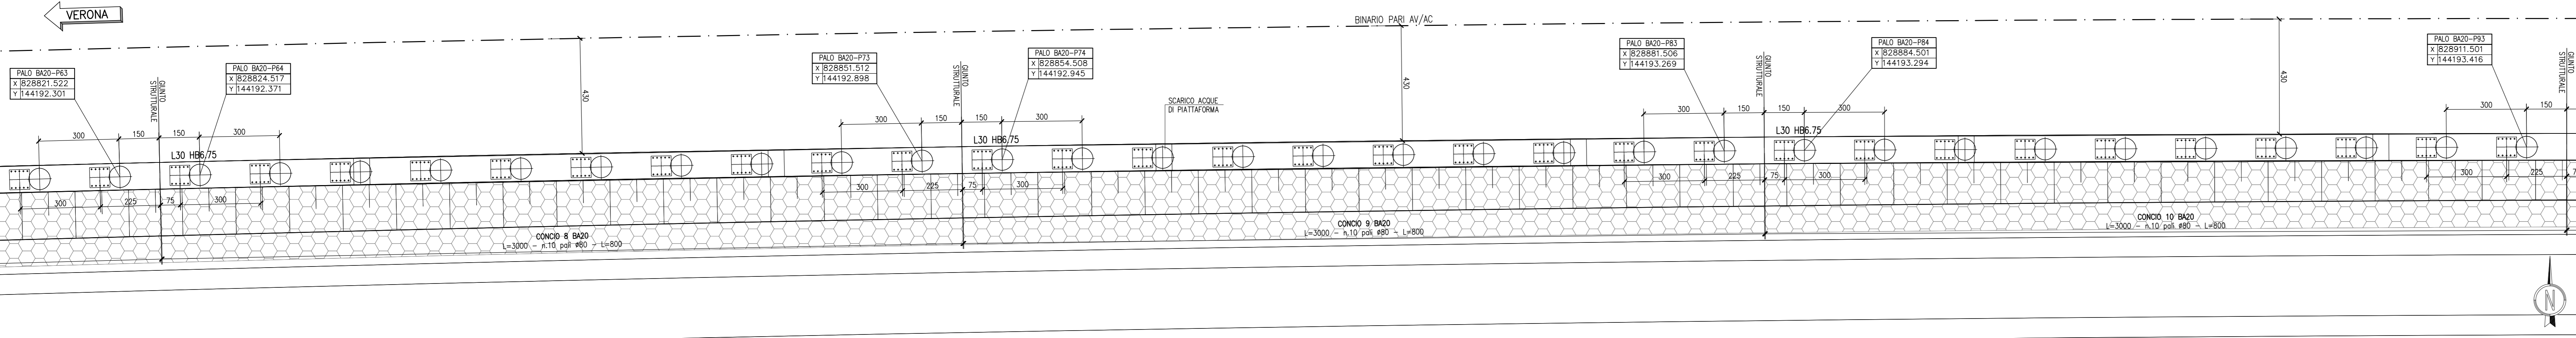 VERONA
BINARIO PARI AV/AC
PALO BA20-P63
X 828821.522
Y 144192.301
PALO BA20-P64
X 828824.517
Y 144192.371
PALO BA20-P73
X 828851.512
Y 144192.898
PALO BA20-P74
X 828854.508
Y 144192.945
PALO BA20-P83
X 828881.506
Y 144193.269
PALO BA20-P84
X 828884.501
Y 144193.294
PALO BA20-P93
X 828911.501
Y 144193.416
GIUNTO
STRUTTURALE
GIUNTO
STRUTTURALE
GIUNTO
STRUTTURALE
GIUNTO
STRUTTURALE
430
430
430
SCARICO ACQUE
DI PIATTAFORMA
300 150 150 300
300 150 150 300
300 150 150 300
300 150
L30 HB6.75
L30 HB6.75
L30 HB6.75
300 225 75 300
300 225 75 300
300 225 75 300
300 225
CONCIO 8 BA20
L=3000 - n.10 pali ø80 - L=800
CONCIO 9 BA20
L=3000 - n.10 pali ø80 - L=800
CONCIO 10 BA20
L=3000 - n.10 pali ø80 - L=800
N